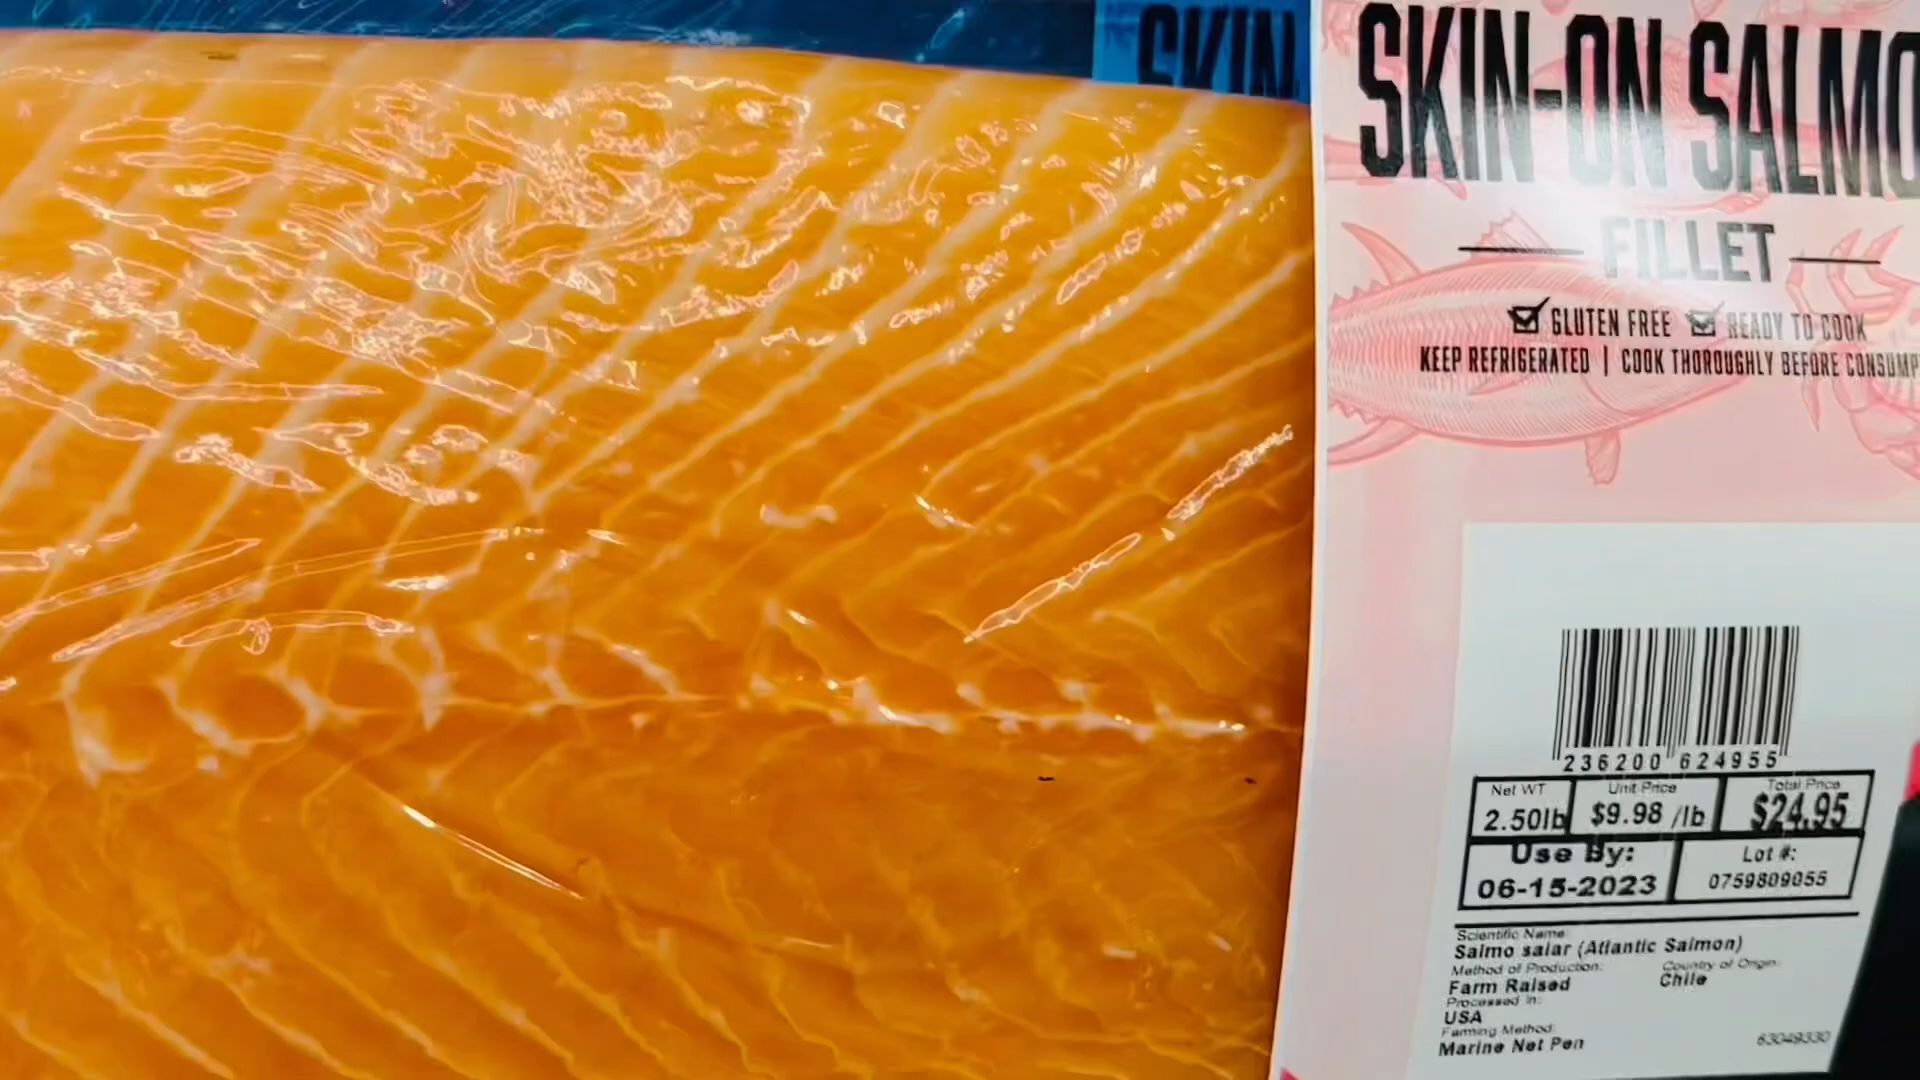 SKIN
SKIN-ON SALMO
FILLET
GLUTEN FREE READY TO COOK
KEEP REFRIGERATED | COOK THOROUGHLY BEFORE CONSUMP
236200 624955
Net WT Unit Price Total Price
2.50lb $9.98 /lb $24.95
Use By: Lot #:
06-15-2023 0759809055
Scientific Name:
Salmo salar (Atlantic Salmon)
Method of Production: Country of Origin:
Farm Raised Chile
Processed in:
USA
Farming Method:
Marine Net Pen
63049330